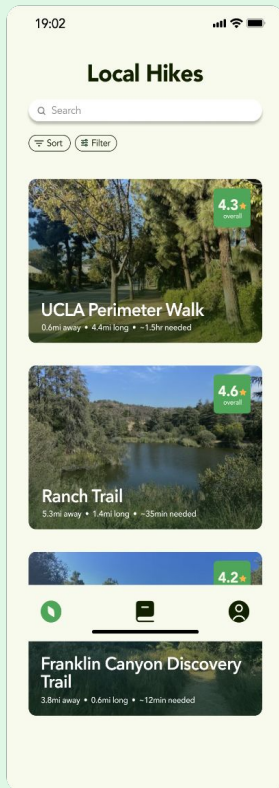 19:02
Local Hikes
Search
Sort Filter
4.3
overall
UCLA Perimeter Walk
0.6mi away • 4.4mi long • ~1.5hr needed
4.6
overall
Ranch Trail
5.3mi away • 1.4mi long • ~35min needed
4.2
Franklin Canyon Discovery
Trail
3.8mi away • 0.6mi long • ~12min needed